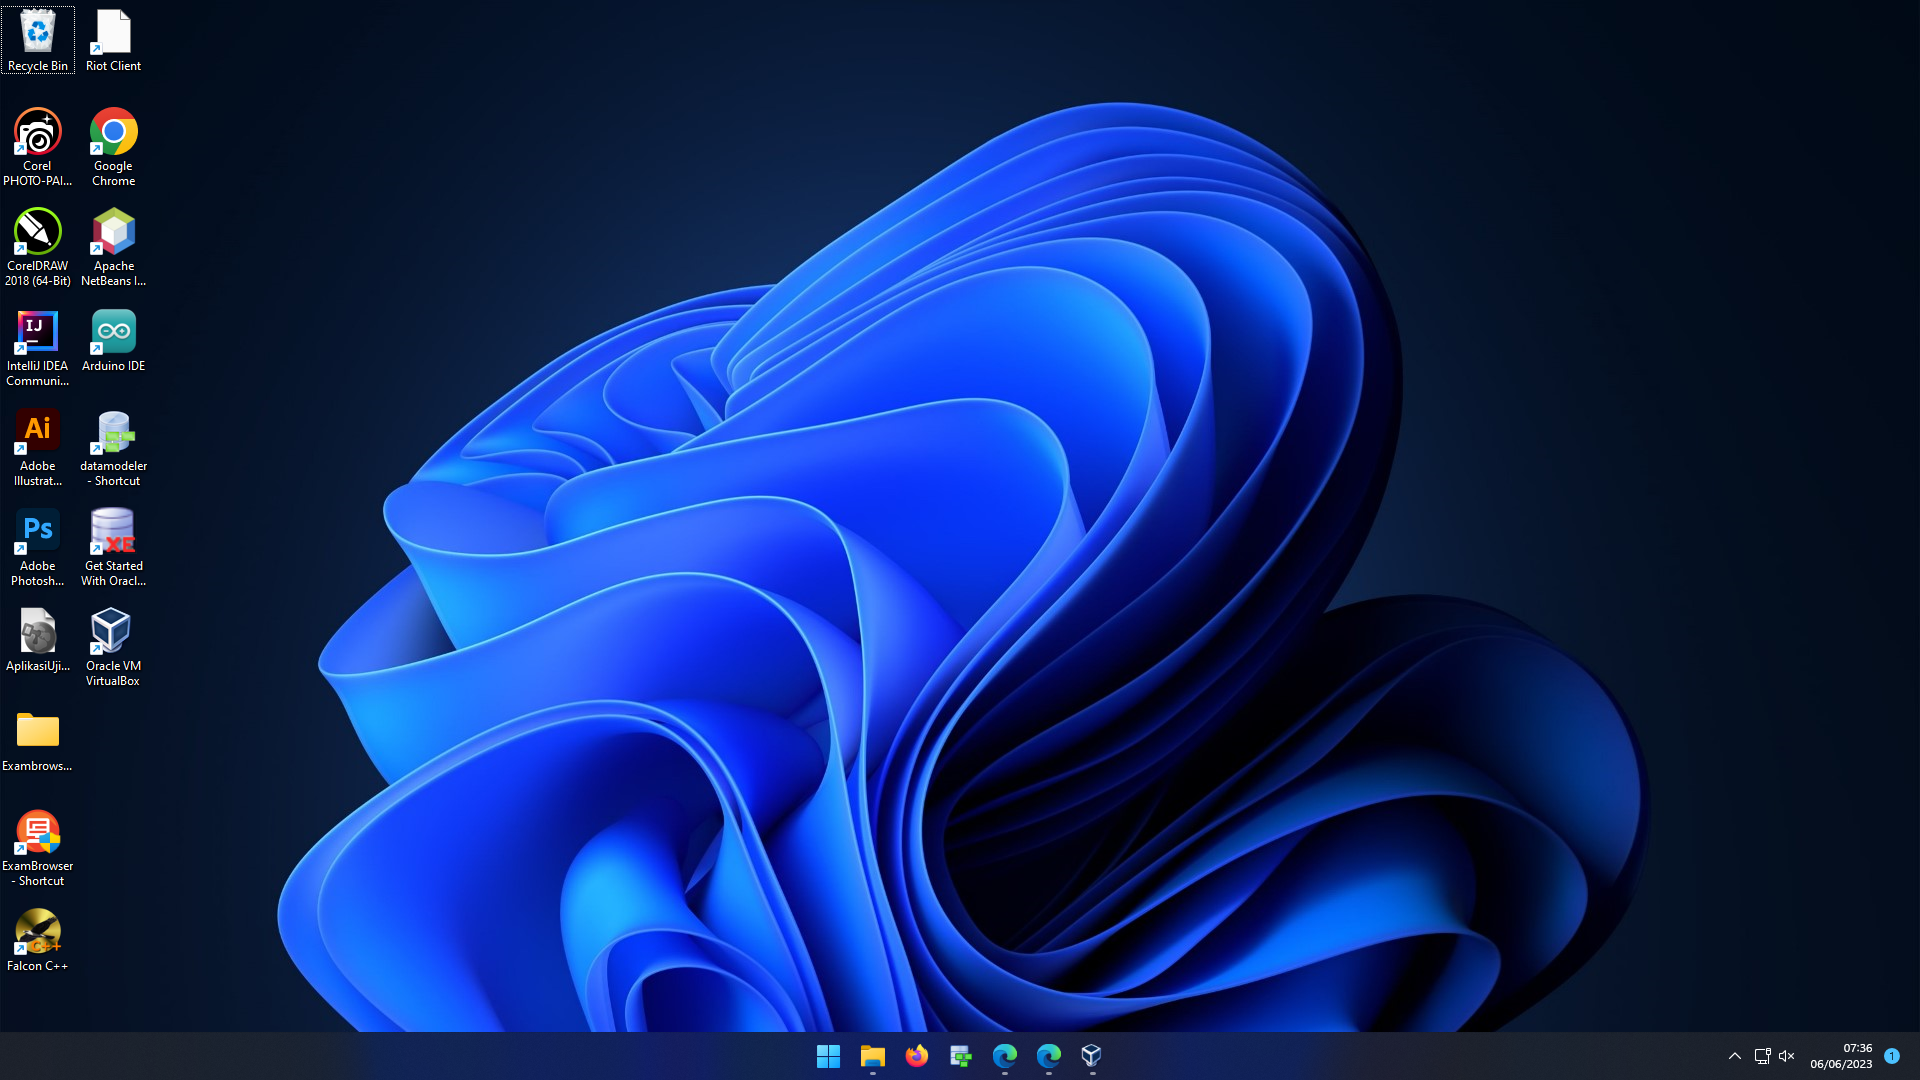 Recycle Bin
Riot Client
Corel
PHOTO-PAI...
Google
Chrome
CorelDRAW
2018 (64-Bit)
Apache
NetBeans I...
IJ
IntelliJ IDEA
Communi...
Arduino IDE
Ai
Adobe
Illustrat...
datamodeler
- Shortcut
Ps
Adobe
Photosh...
XE
Get Started
With Oracl...
AplikasiUji...
Oracle VM
VirtualBox
Exambrows...
ExamBrowser
- Shortcut
C++
Falcon C++
07:36
06/06/2023
1